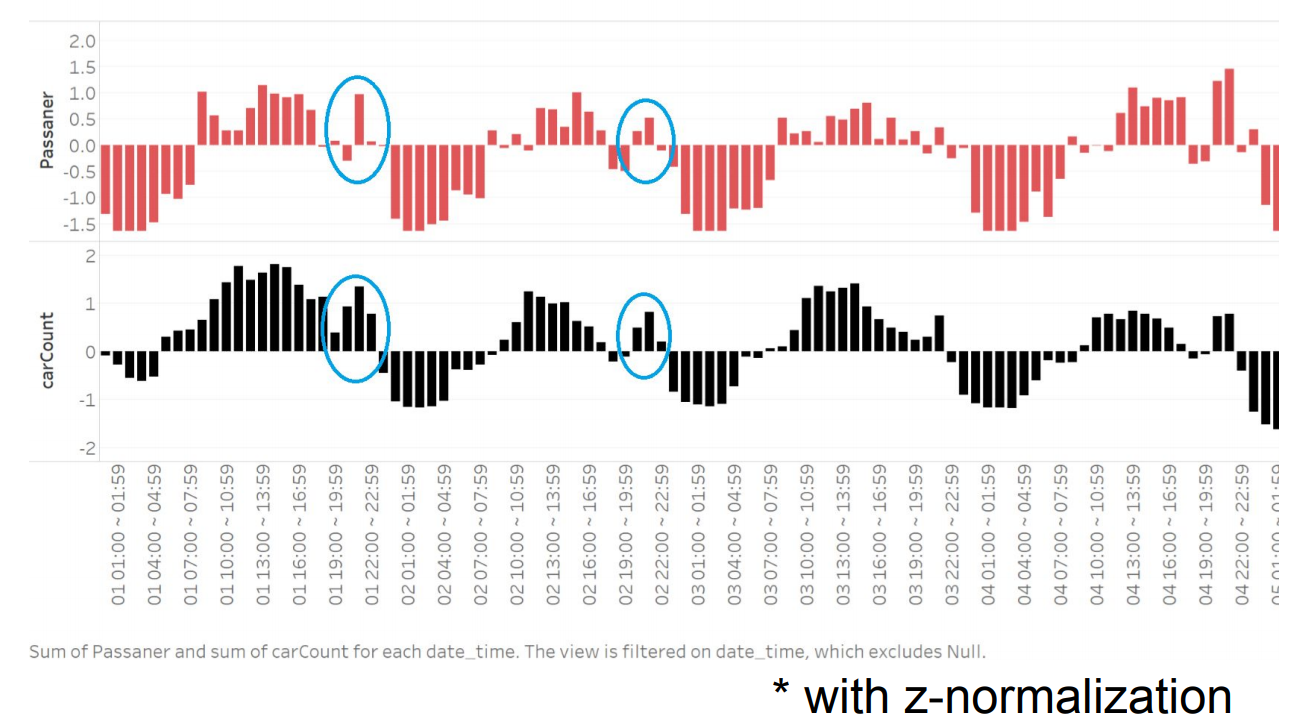 2.0
1.5
1.0
0.5
0.0
-0.5
-1.0
-1.5
Passaner
2
1
0
-1
-2
carCount
01 01:00 ~ 01:59
01 04:00 ~ 04:59
01 07:00 ~ 07:59
01 10:00 ~ 10:59
01 13:00 ~ 13:59
01 16:00 ~ 16:59
01 19:00 ~ 19:59
01 22:00 ~ 22:59
02 01:00 ~ 01:59
02 04:00 ~ 04:59
02 07:00 ~ 07:59
02 10:00 ~ 10:59
02 13:00 ~ 13:59
02 16:00 ~ 16:59
02 19:00 ~ 19:59
02 22:00 ~ 22:59
03 01:00 ~ 01:59
03 04:00 ~ 04:59
03 07:00 ~ 07:59
03 10:00 ~ 10:59
03 13:00 ~ 13:59
03 16:00 ~ 16:59
03 19:00 ~ 19:59
03 22:00 ~ 22:59
04 01:00 ~ 01:59
04 04:00 ~ 04:59
04 07:00 ~ 07:59
04 10:00 ~ 10:59
04 13:00 ~ 13:59
04 16:00 ~ 16:59
04 19:00 ~ 19:59
04 22:00 ~ 22:59
05 01:00 ~ 01:59
Sum of Passaner and sum of carCount for each date_time. The view is filtered on date_time, which excludes Null.
* with z-normalization